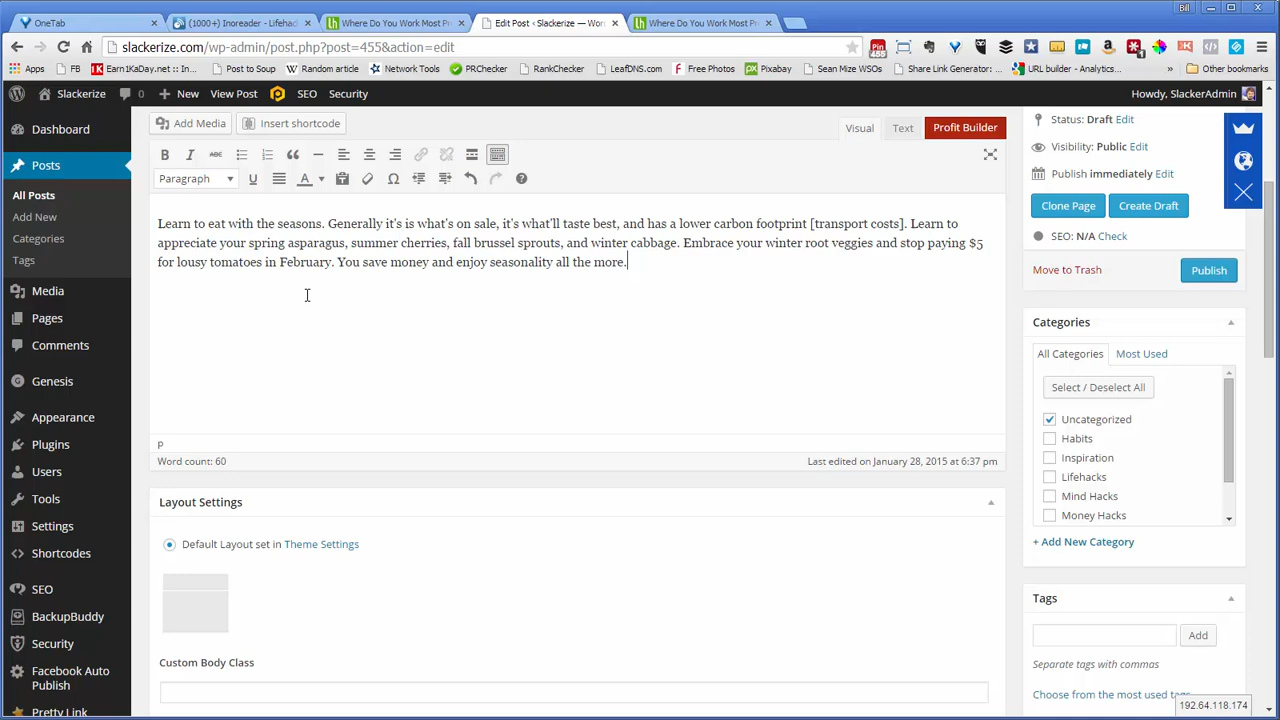 Bill
OneTab
(1000+) Inoreader - Lifeha
Where Do You Work Most P
Edit Post ‹ Slackerize — Wor
Where Do You Work Most P
slackerize.com/wp-admin/post.php?post=455&action=edit
Apps FB Earn1KaDay.net :: In... Post to Soup Random article Network Tools PRChecker RankChecker LeafDNS.com Free Photos Pixabay Sean Mize WSOs Share Link Generator: ... URL builder - Analytics... » Other bookmarks
Slackerize 0 + New View Post SEO Security Howdy, SlackerAdmin
Dashboard
Posts
All Posts
Add New
Categories
Tags
Media
Pages
Comments
Genesis
Appearance
Plugins
Users
Tools
Settings
Shortcodes
SEO
BackupBuddy
Security
Facebook Auto
Publish
Pretty Link
Add Media Insert shortcode
Visual Text Profit Builder
B I ABC
Paragraph U A Ω ?
Learn to eat with the seasons. Generally it's is what's on sale, it's what'll taste best, and has a lower carbon footprint [transport costs]. Learn to
appreciate your spring asparagus, summer cherries, fall brussel sprouts, and winter cabbage. Embrace your winter root veggies and stop paying $5
for lousy tomatoes in February. You save money and enjoy seasonality all the more.
p
Word count: 60 Last edited on January 28, 2015 at 6:37 pm
Layout Settings
Default Layout set in Theme Settings
Custom Body Class
Status: Draft Edit
Visibility: Public Edit
Publish immediately Edit
Clone Page Create Draft
SEO: N/A Check
Move to Trash Publish
Categories
All Categories Most Used
Select / Deselect All
Uncategorized
Habits
Inspiration
Lifehacks
Mind Hacks
Money Hacks
+ Add New Category
Tags
Add
Separate tags with commas
Choose from the most used tags
192.64.118.174